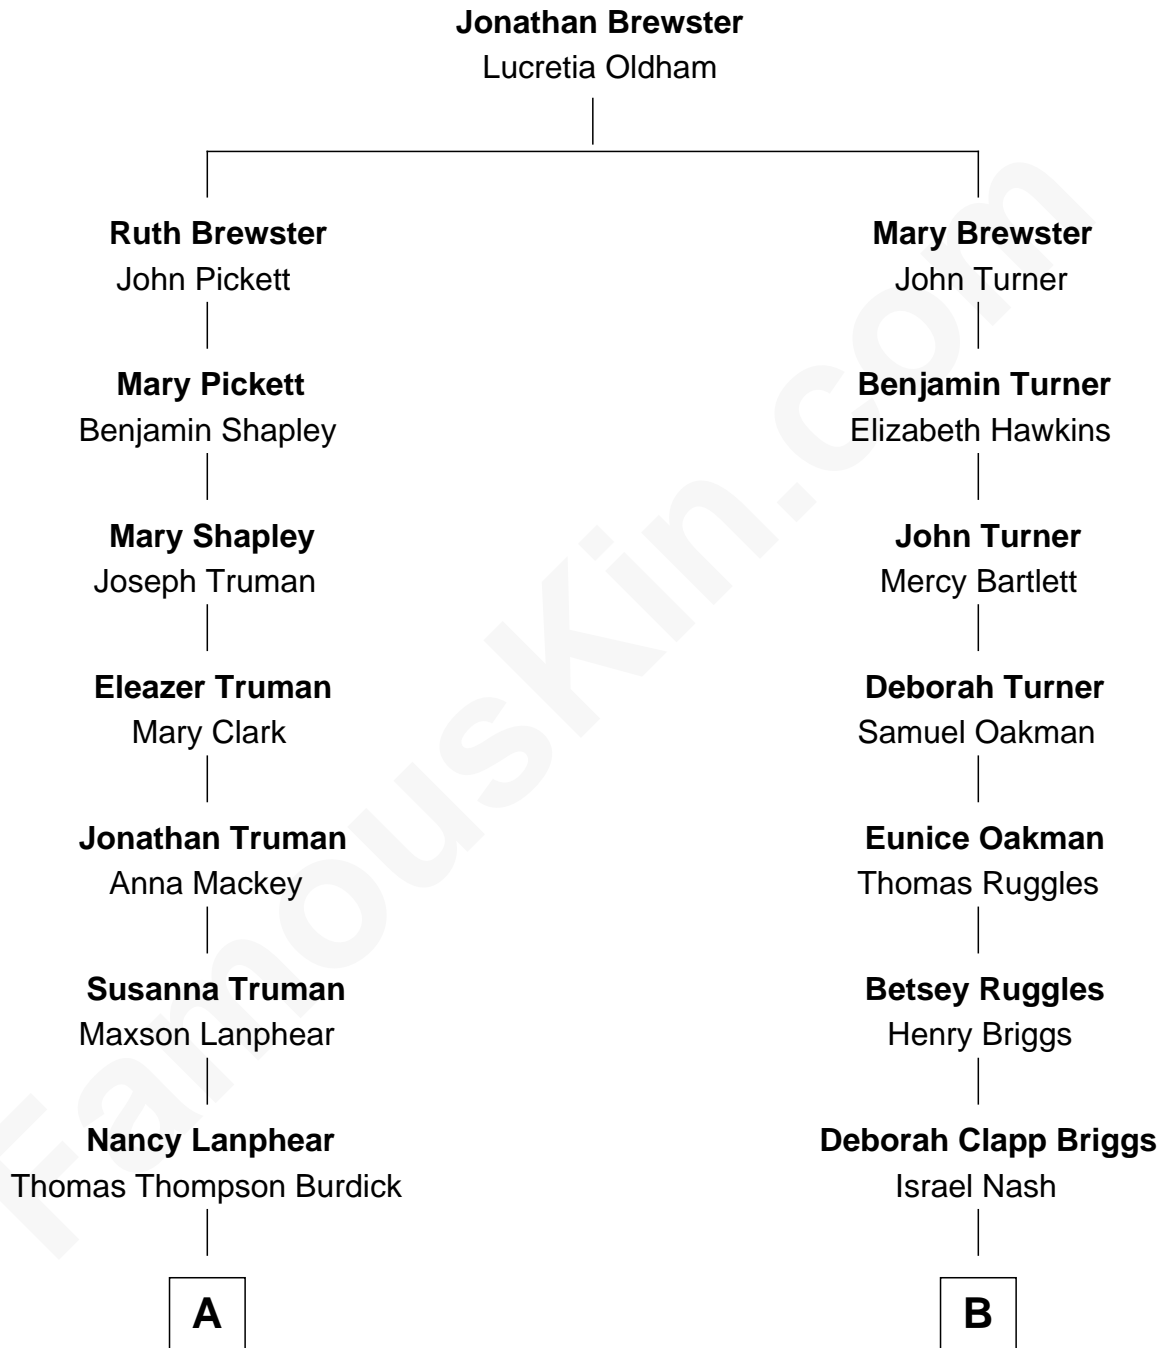 Jonathan Brewster
Lucretia Oldham
Ruth Brewster
John Pickett
Mary Brewster
John Turner
Mary Pickett
Benjamin Shapley
Benjamin Turner
Elizabeth Hawkins
Mary Shapley
Joseph Truman
John Turner
Mercy Bartlett
Eleazer Truman
Mary Clark
Deborah Turner
Samuel Oakman
Jonathan Truman
Anna Mackey
Eunice Oakman
Thomas Ruggles
Susanna Truman
Maxson Lanphear
Betsey Ruggles
Henry Briggs
Nancy Lanphear
Thomas Thompson Burdick
Deborah Clapp Briggs
Israel Nash
A
B
FamousKin.com